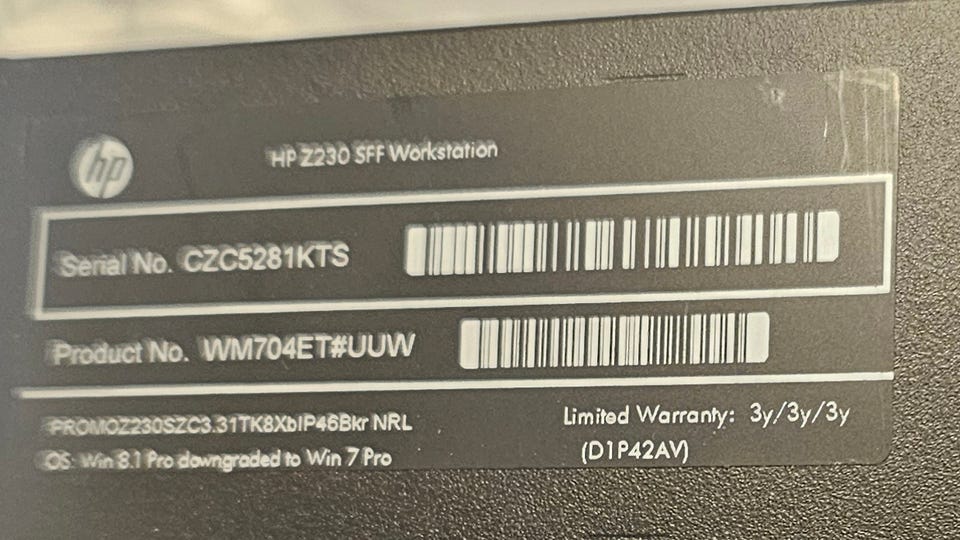 hp
HP Z230 SFF Workstation
Serial No. CZC5281KTS
Product No. WM704ET#UUW
PROMOZ230SZC3.31TK8XbIP46Bkr NRL
OS: Win 8.1 Pro downgraded to Win 7 Pro
Limited Warranty: 3y/3y/3y
(D1P42AV)